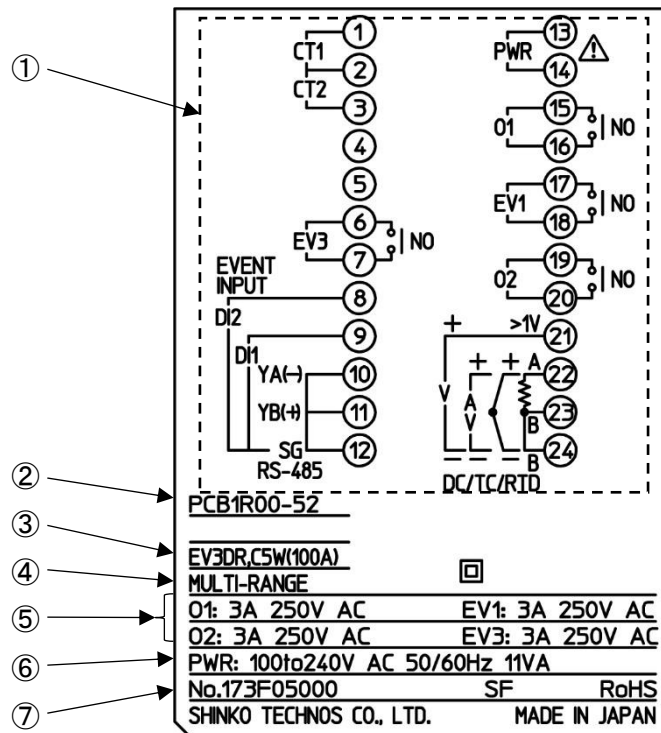 ① ② ③ ④ ⑤ ⑥ ⑦
CT1
CT2
1
2
3
4
5
EV3
6
7
NO
EVENT
INPUT
8
DI2
9
DI1
YA(−)
10
YB(+)
11
SG
12
RS-485
PWR
13
14
⚠
O1
15
16
NO
EV1
17
18
NO
O2
19
20
NO
+ >1V
21
+ + A
22
V
A
V
B
23
B
24
DC/TC/RTD
PCB1R00-52
EV3DR,C5W(100A)
MULTI-RANGE
O1: 3A 250V AC EV1: 3A 250V AC
O2: 3A 250V AC EV3: 3A 250V AC
PWR: 100to240V AC 50/60Hz 11VA
No.173F05000 SF RoHS
SHINKO TECHNOS CO., LTD. MADE IN JAPAN